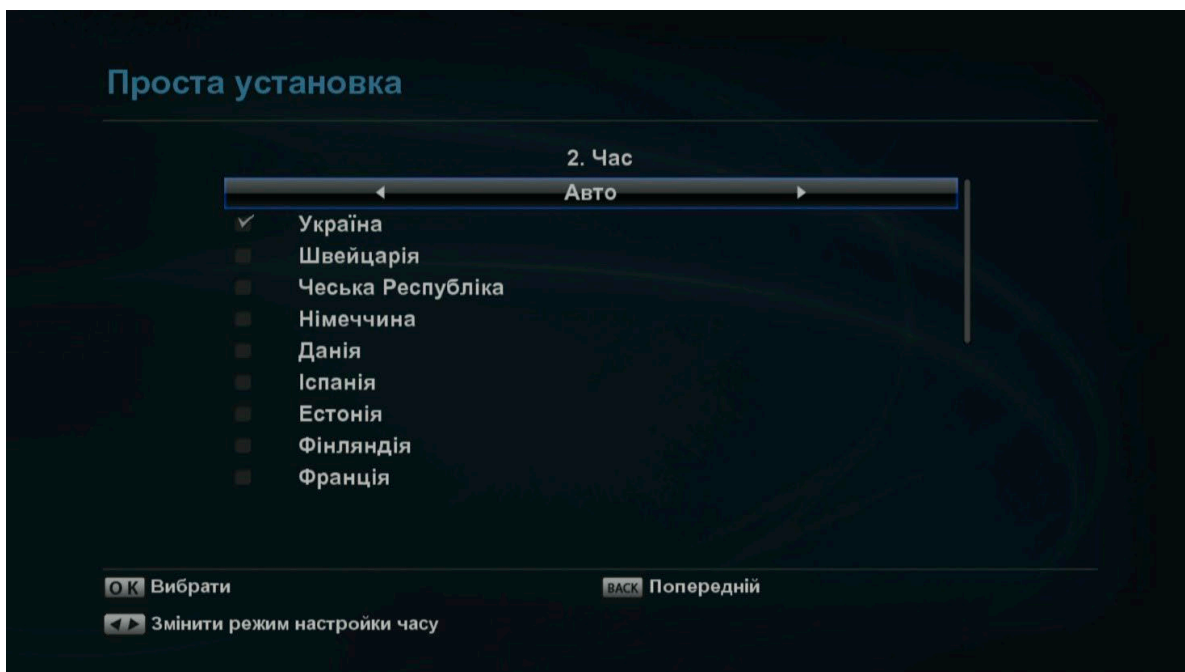 Проста установка
2. Час
Авто
Україна
Швейцарія
Чеська Республіка
Німеччина
Данія
Іспанія
Естонія
Фінляндія
Франція
OK Вибрати
BACK Попередній
Змінити режим настройки часу